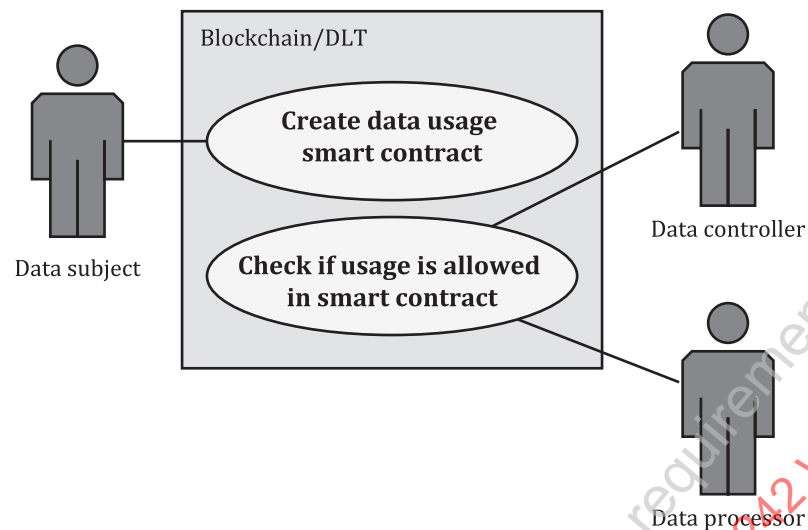 Blockchain/DLT
Create data usage
smart contract
Check if usage is allowed
in smart contract
Data subject
Data controller
Data processor